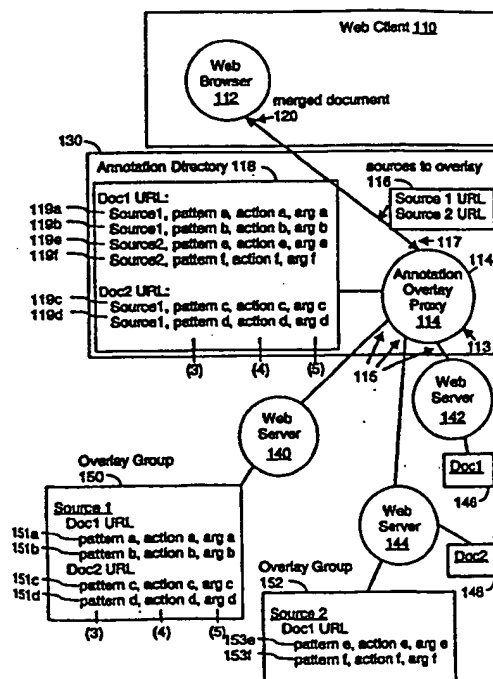 Web Client 110
Web
Browser
112
merged document
120
130
Annotation Directory 118
sources to overlay
116
Source 1 URL
Source 2 URL
Doc1 URL:
119a Source1, pattern a, action a, arg a
119b Source1, pattern b, action b, arg b
119e Source2, pattern e, action e, arg e
119f Source2, pattern f, action f, arg f
Doc2 URL:
119c Source1, pattern c, action c, arg c
119d Source1, pattern d, action d, arg d
(3) (4) (5)
117
114
Annotation
Overlay
Proxy
114
113
115
Web
Server
142
Doc1
146
Web
Server
140
Web
Server
144
Doc2
148
Overlay Group
150
Source 1
Doc1 URL
151a pattern a, action a, arg a
151b pattern b, action b, arg b
Doc2 URL
151c pattern c, action c, arg c
151d pattern d, action d, arg d
(3) (4) (5)
Overlay Group
152
Source 2
Doc1 URL
153e pattern e, action e, arg e
153f pattern f, action f, arg f